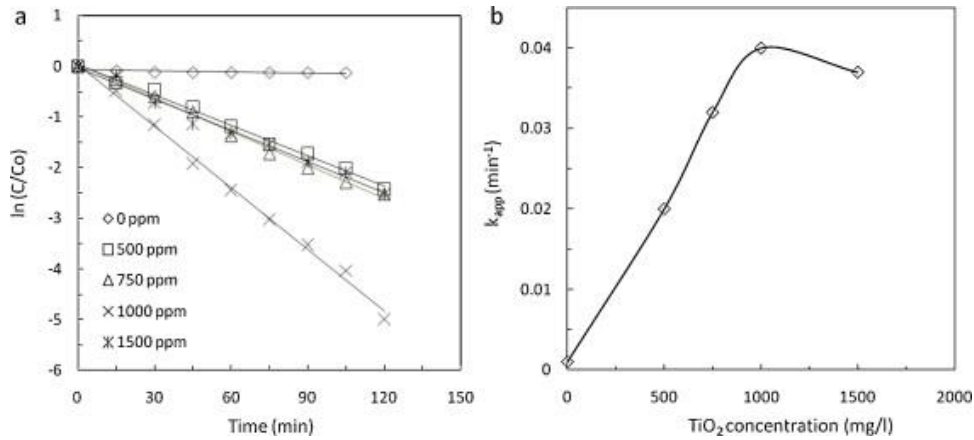 a
1
0
-1
-2
-3
-4
-5
-6
ln (C/Co)
0 ppm
500 ppm
750 ppm
1000 ppm
1500 ppm
0 30 60 90 120 150
Time (min)
b
0.04
0.03
0.02
0.01
0
kapp (min-1)
0 500 1000 1500 2000
TiO2 concentration (mg/l)